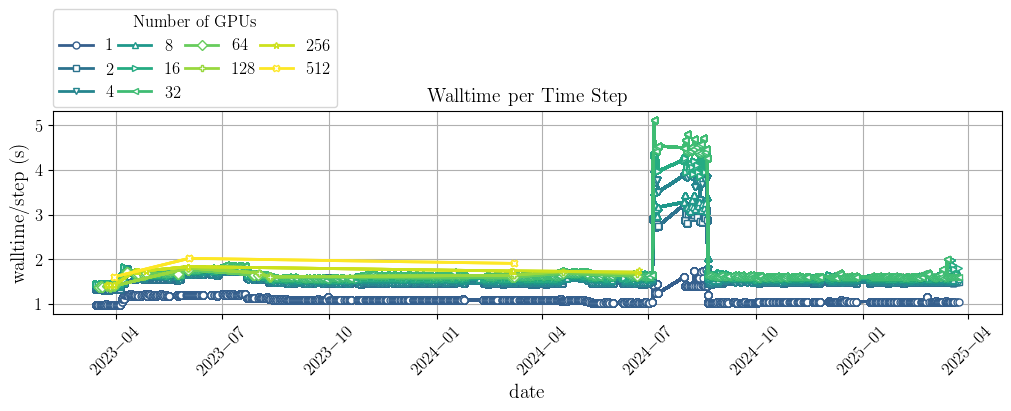 Number of GPUs
1 8 64 256
2 16 128 512
4 32
Walltime per Time Step
walltime/step (s)
5
4
3
2
1
2023−04 2023−07 2023−10 2024−01 2024−04 2024−07 2024−10 2025−01 2025−04
date